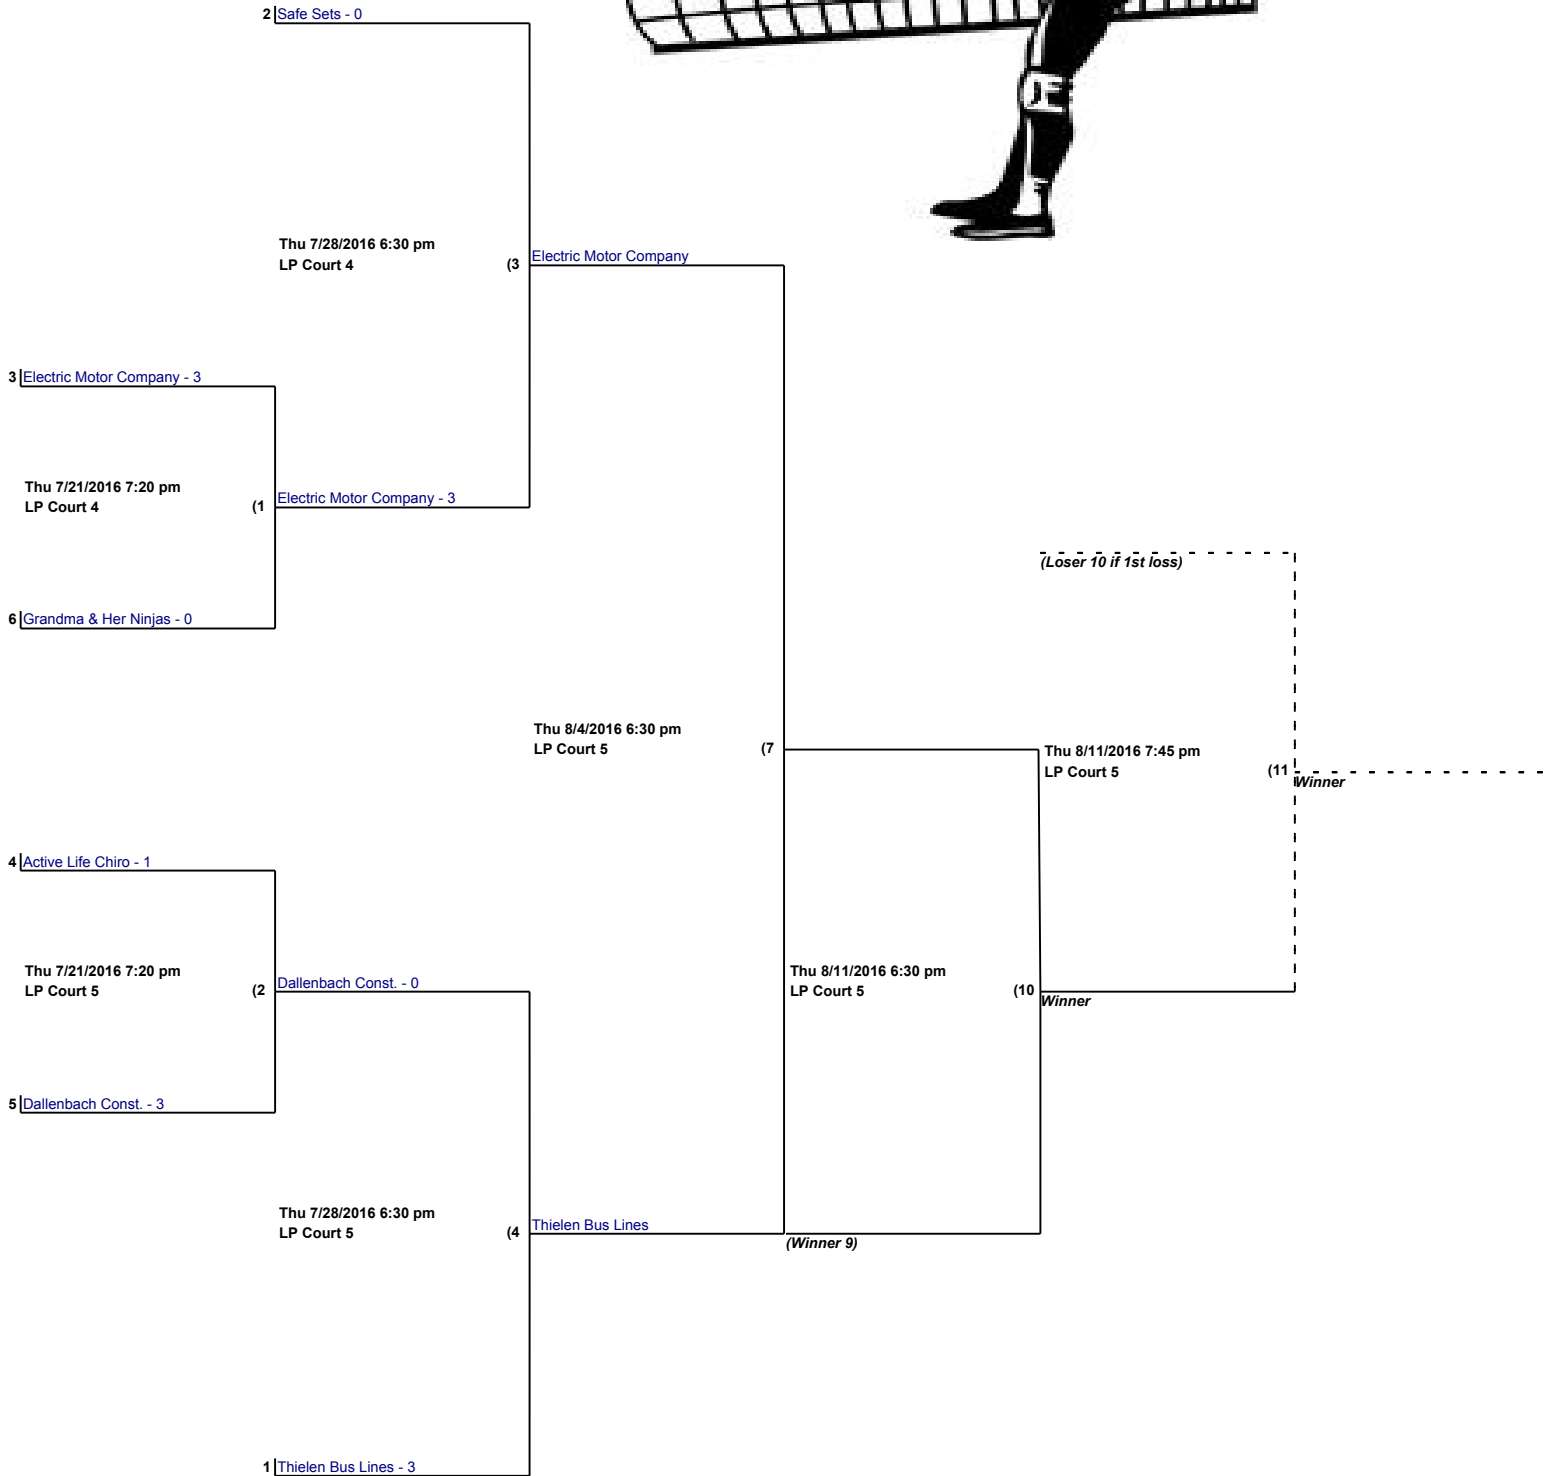 2 Safe Sets - 0
Thu 7/28/2016 6:30 pm
LP Court 4
(3
Electric Motor Company
3 Electric Motor Company - 3
Thu 7/21/2016 7:20 pm
LP Court 4
(1
Electric Motor Company - 3
(Loser 10 if 1st loss)
6 Grandma & Her Ninjas - 0
Thu 8/4/2016 6:30 pm
LP Court 5
(7
Thu 8/11/2016 7:45 pm
LP Court 5
(11
Winner
4 Active Life Chiro - 1
Thu 7/21/2016 7:20 pm
LP Court 5
(2
Dallenbach Const. - 0
Thu 8/11/2016 6:30 pm
LP Court 5
(10
Winner
5 Dallenbach Const. - 3
Thu 7/28/2016 6:30 pm
LP Court 5
(4
Thielen Bus Lines
(Winner 9)
1 Thielen Bus Lines - 3